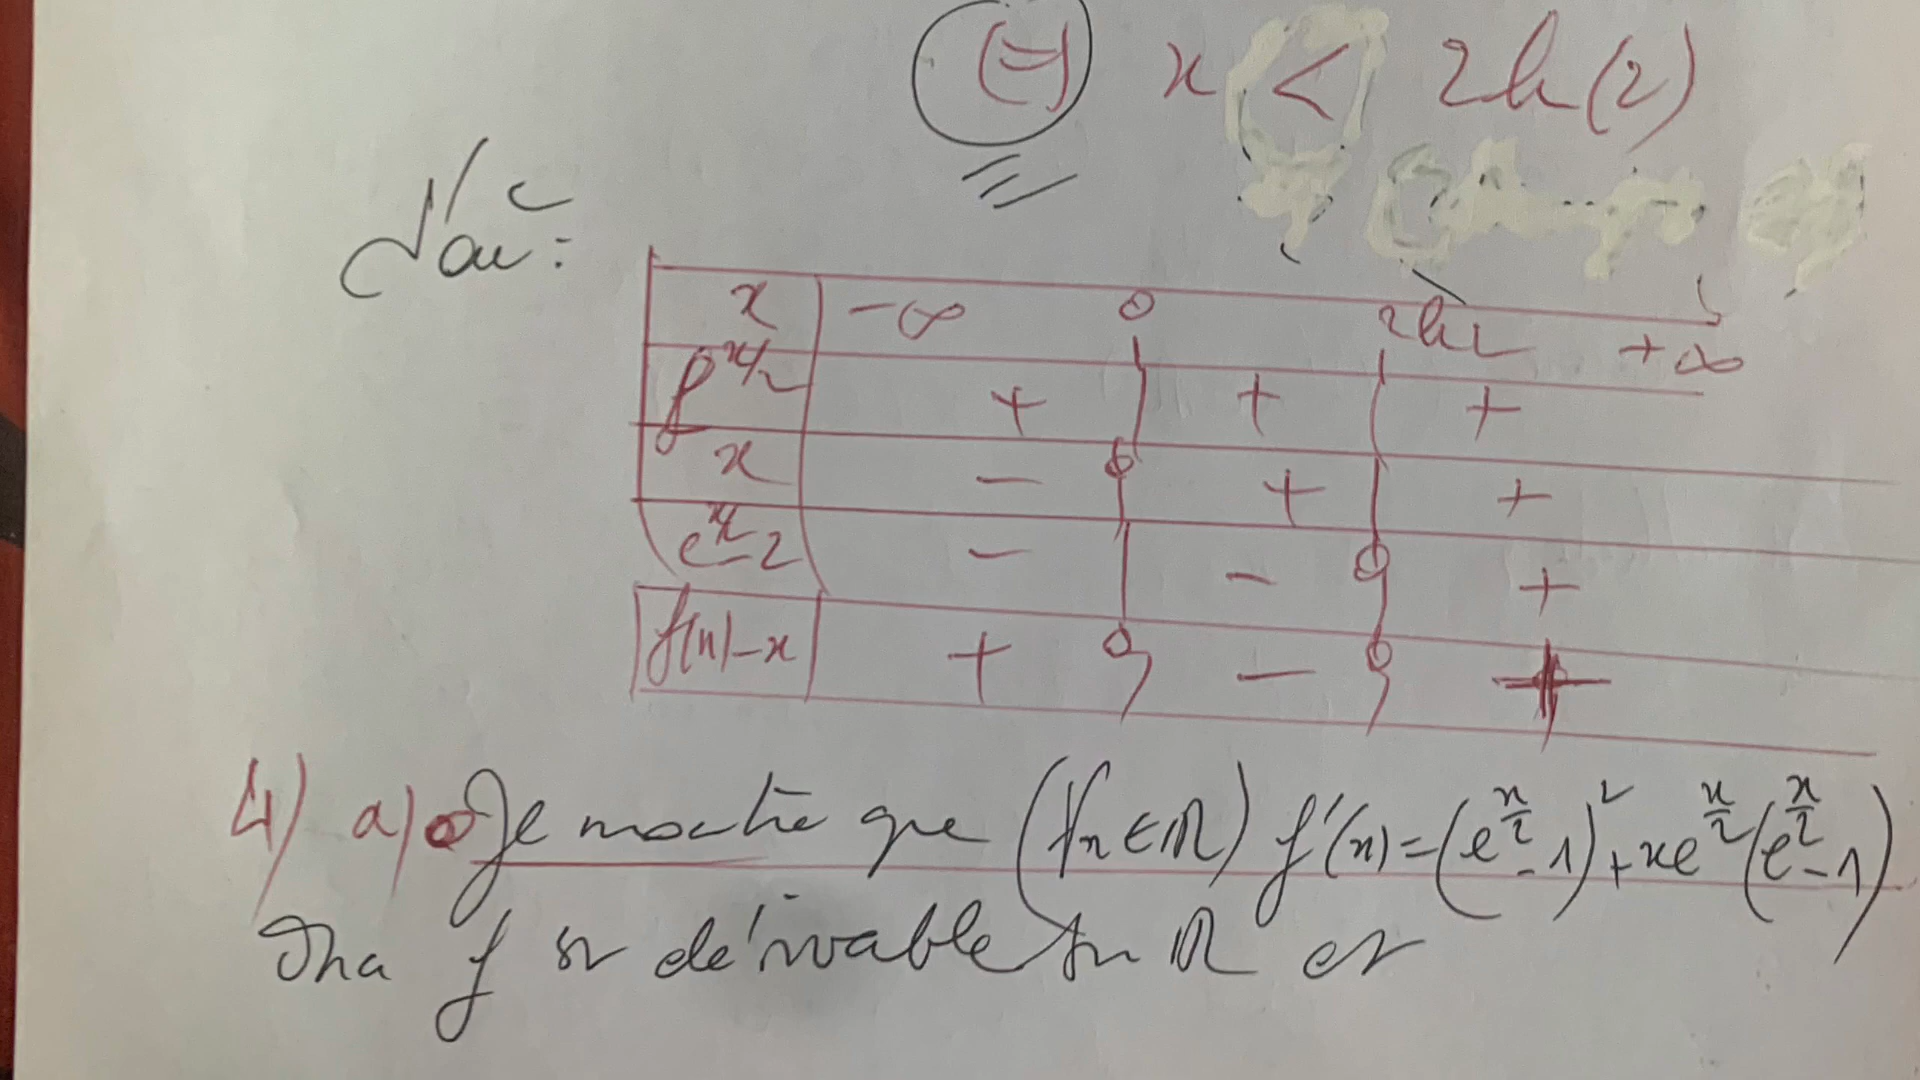 (=) x < 2ln(2)
D'où :
x -∞ 0 2ln2 +∞
e^{x/2} + + +
x - 0 + +
e^{x/2}-2 - - 0 +
f(x)-x + 0 - 0 +
4) a) Je montre que (∀x∈ℝ) f'(x)=(e^{x/2}-1)²+xe^{x/2}(e^{x/2}-1)
On a f est dérivable sur ℝ et